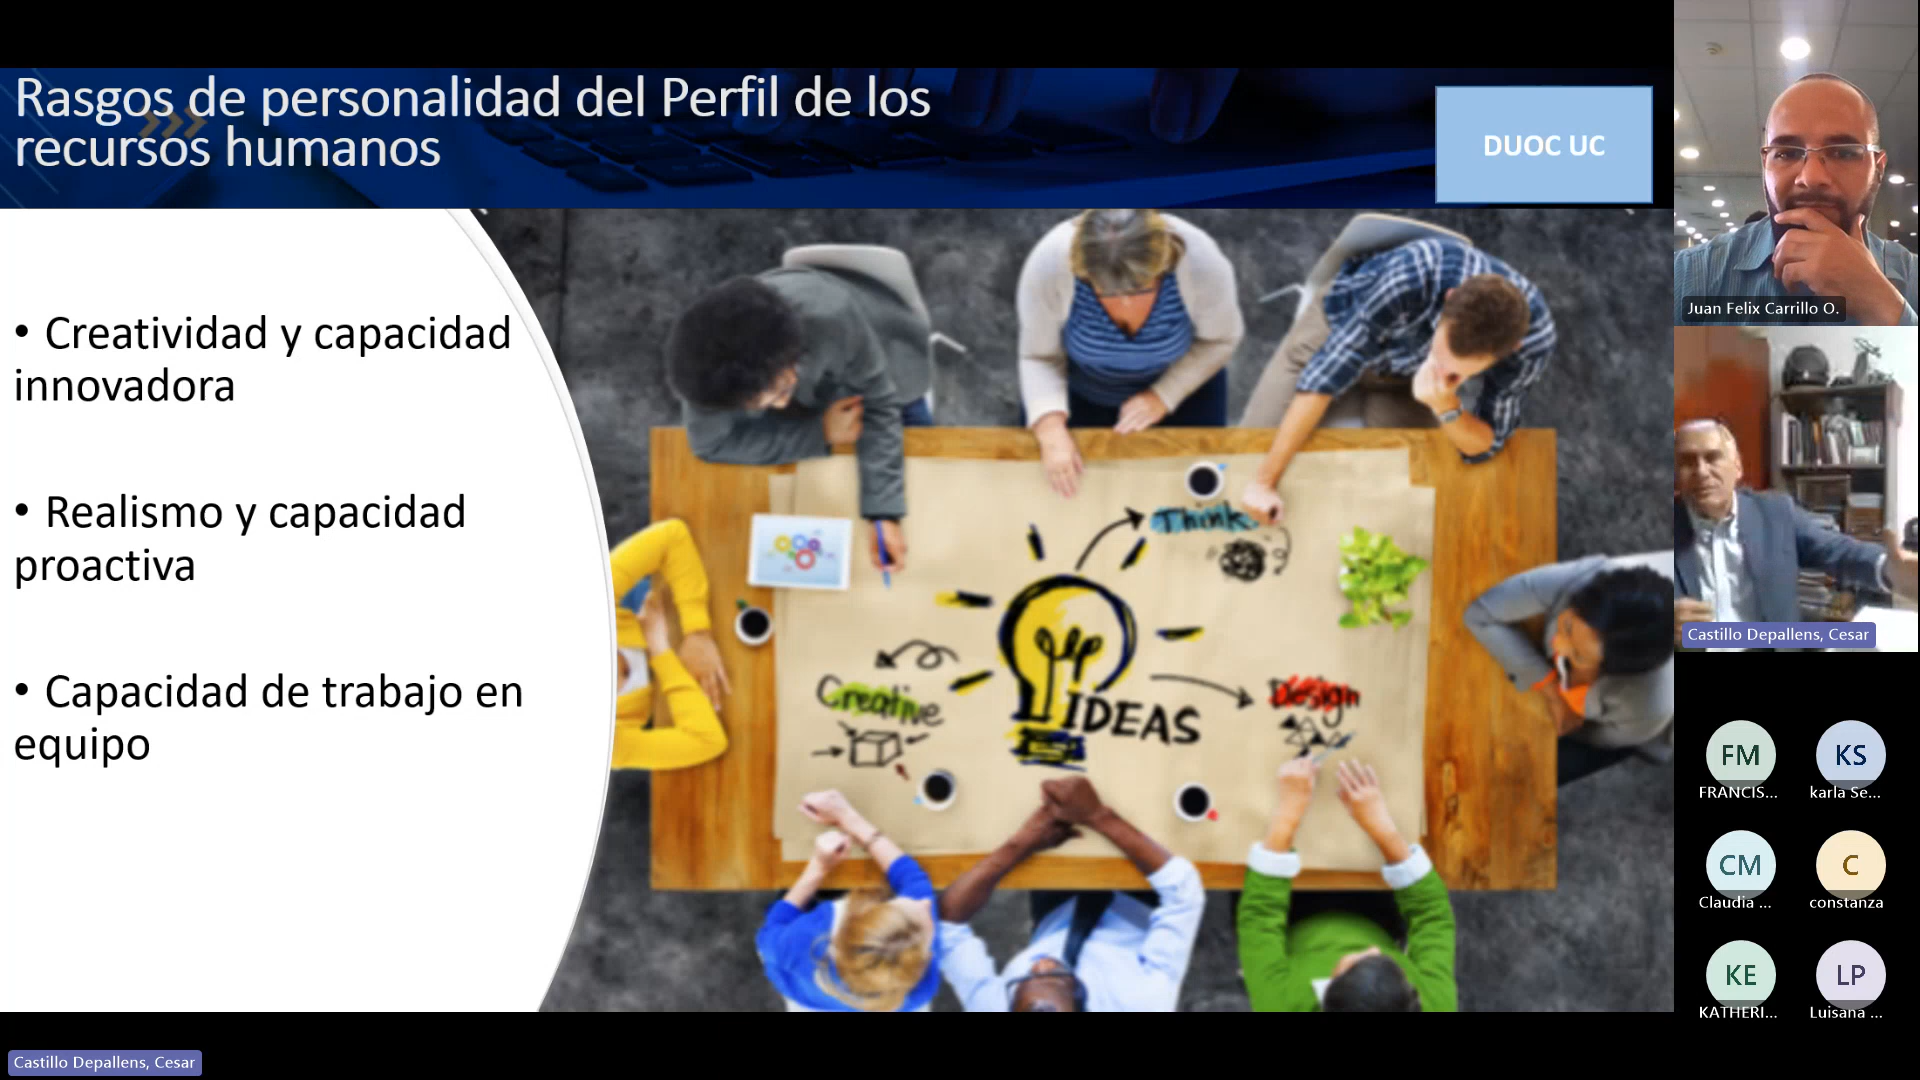 Rasgos de personalidad del Perfil de los
recursos humanos
DUOC UC
• Creatividad y capacidad
innovadora
• Realismo y capacidad
proactiva
• Capacidad de trabajo en
equipo
Think
Creative
IDEAS
Design
Juan Felix Carrillo O.
Castillo Depallens, Cesar
FM
FRANCIS...
KS
karla Se...
CM
Claudia ...
C
constanza
KE
KATHERI...
LP
Luisana ...
Castillo Depallens, Cesar